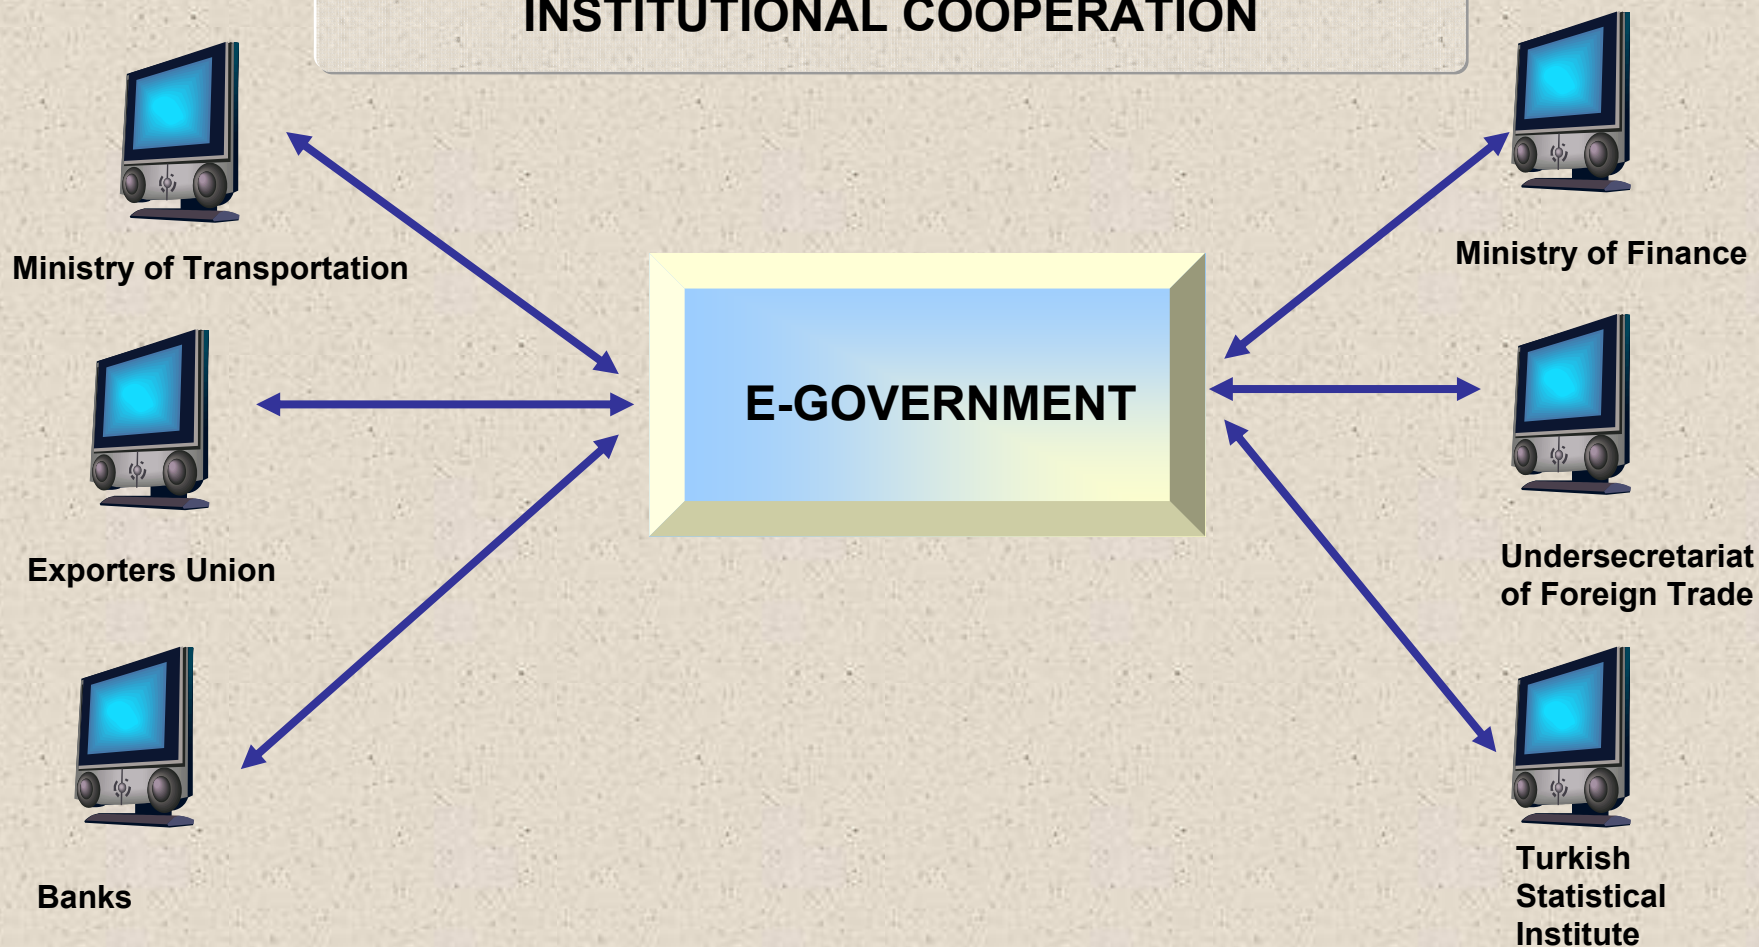 INSTITUTIONAL COOPERATION
Ministry of Transportation
Ministry of Finance
E-GOVERNMENT
Exporters Union
Undersecretariat
of Foreign Trade
Banks
Turkish
Statistical
Institute